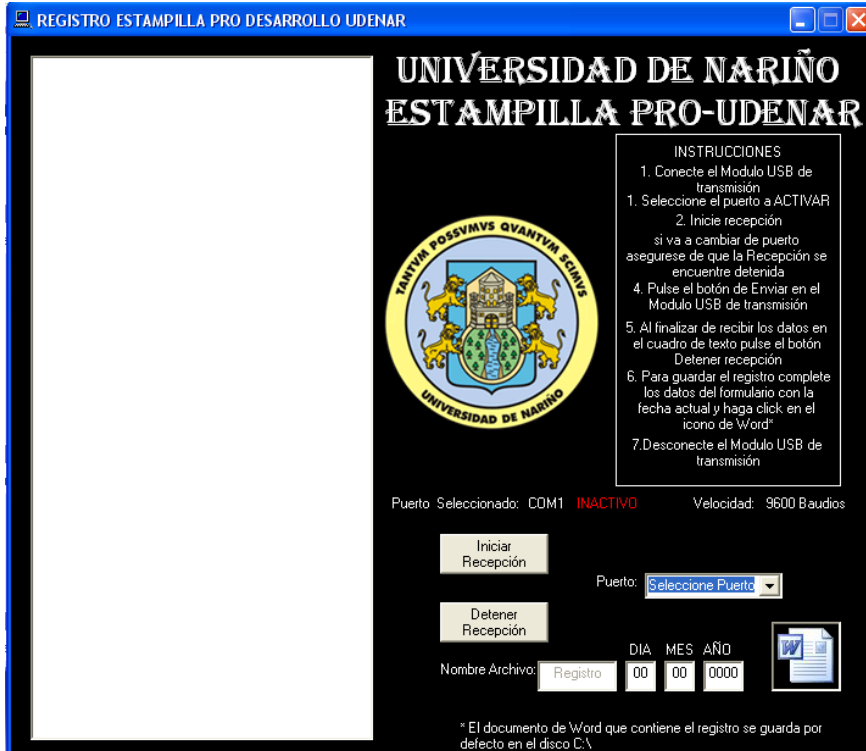 REGISTRO ESTAMPILLA PRO DESARROLLO UDENAR
UNIVERSIDAD DE NARIÑO
ESTAMPILLA PRO-UDENAR
INSTRUCCIONES
1. Conecte el Modulo USB de
transmisión
1. Seleccione el puerto a ACTIVAR
2. Inicie recepción
si va a cambiar de puerto
asegurese de que la Recepción se
encuentre detenida
4. Pulse el botón de Enviar en el
Modulo USB de transmisión
5. Al finalizar de recibir los datos en
el cuadro de texto pulse el botón
Detener recepción
6. Para guardar el registro complete
los datos del formulario con la
fecha actual y haga click en el
icono de Word*
7.Desconecte el Modulo USB de
transmisión
TANTVM POSSVMVS QVANTVM SCIMVS
UNIVERSIDAD DE NARIÑO
Puerto Seleccionado: COM1 INACTIVO Velocidad: 9600 Baudios
Iniciar
Recepción
Puerto: Seleccione Puerto
Detener
Recepción
DIA MES AÑO
Nombre Archivo: Registro 00 00 0000
W
* El documento de Word que contiene el registro se guarda por
defecto en el disco C:\